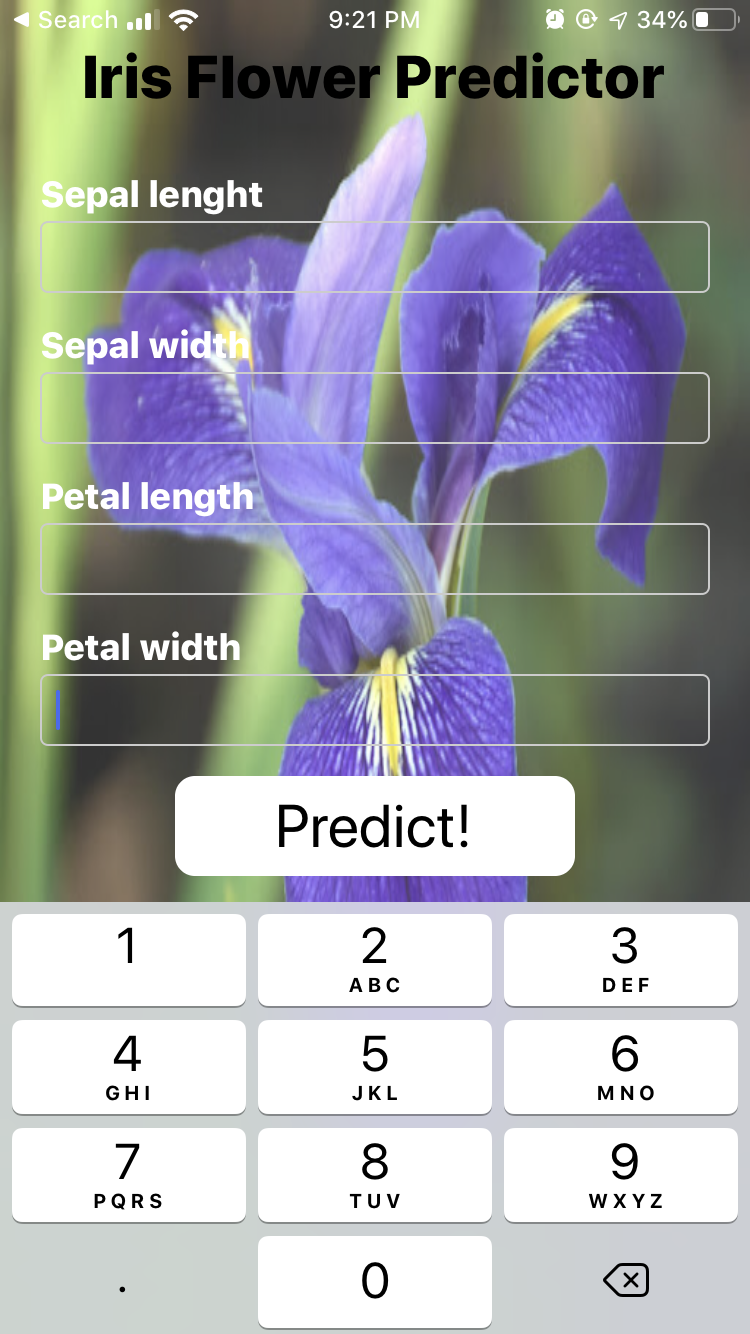 Search 9:21 PM 34%
Iris Flower Predictor
Sepal lenght
Sepal width
Petal length
Petal width
Predict!
1 2 3
ABC DEF
4 5 6
GHI JKL MNO
7 8 9
PQRS TUV WXYZ
. 0